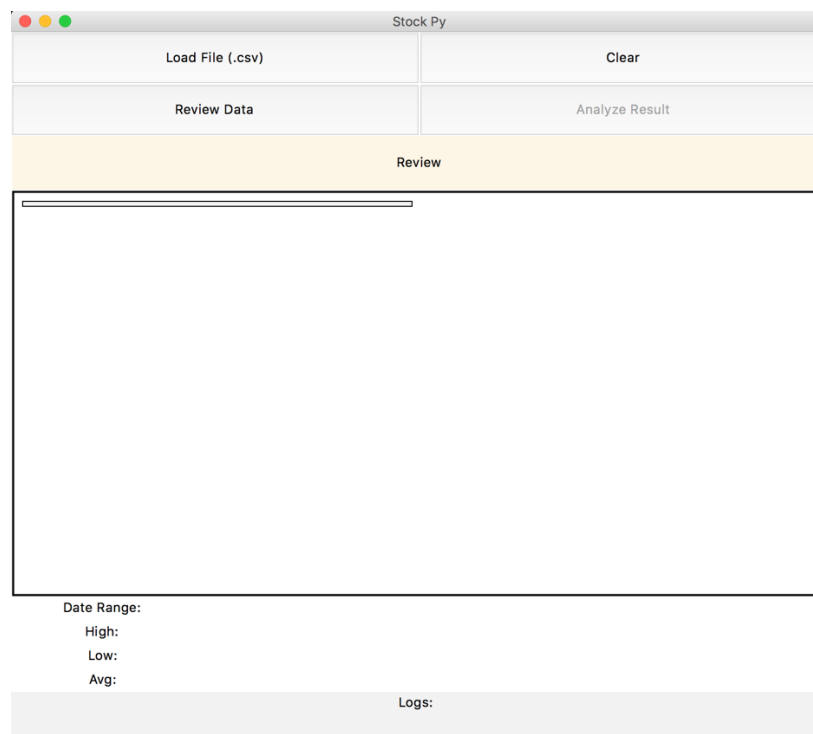 Stock Py
Load File (.csv) Clear
Review Data Analyze Result
Review
Date Range:
High:
Low:
Avg:
Logs: